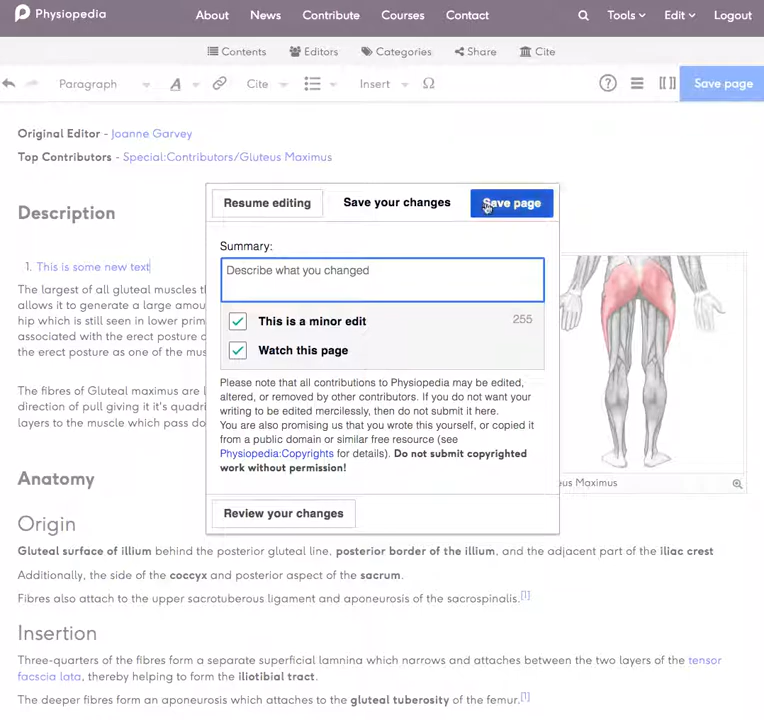 Physiopedia
About News Contribute Courses Contact Tools Edit Logout
Contents Editors Categories Share Cite
Paragraph A Cite Insert Ω ? [[ ]] Save page
Original Editor - Joanne Garvey
Top Contributors - Special:Contributors/Gluteus Maximus
Description
1. This is some new text
The largest of all gluteal muscles
allows it to generate a large amou
hip which is still seen in lower prim
associated with the erect posture
the erect posture as one of the mus
The fibres of Gluteal maximus are
direction of pull giving it it's quadri
layers to the muscle which pass do
Resume editing Save your changes Save page
Summary:
Describe what you changed
This is a minor edit 255
Watch this page
Please note that all contributions to Physiopedia may be edited,
altered, or removed by other contributors. If you do not want your
writing to be edited mercilessly, then do not submit it here.
You are also promising us that you wrote this yourself, or copied it
from a public domain or similar free resource (see
Physiopedia:Copyrights for details). Do not submit copyrighted
work without permission!
Review your changes
us Maximus
Anatomy
Origin
Gluteal surface of illium behind the posterior gluteal line, posterior border of the illium, and the adjacent part of the iliac crest
Additionally, the side of the coccyx and posterior aspect of the sacrum.
Fibres also attach to the upper sacrotuberous ligament and aponeurosis of the sacrospinalis.[1]
Insertion
Three-quarters of the fibres form a separate superficial lamnina which narrows and attaches between the two layers of the tensor
facscia lata, thereby helping to form the iliotibial tract.
The deeper fibres form an aponeurosis which attaches to the gluteal tuberosity of the femur.[1]